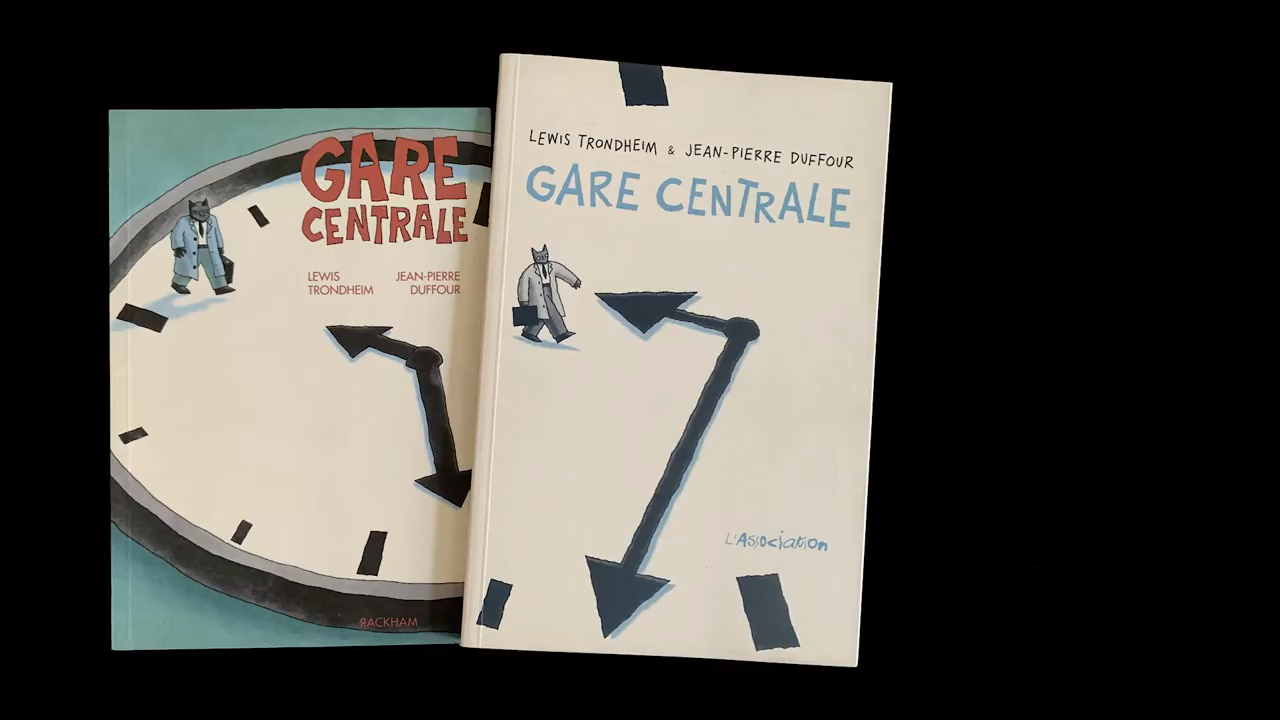 GARE
CENTRALE
LEWIS TRONDHEIM
JEAN-PIERRE DUFFOUR
RACKHAM
LEWIS TRONDHEIM & JEAN-PIERRE DUFFOUR
GARE CENTRALE
L'ASSOCIATION